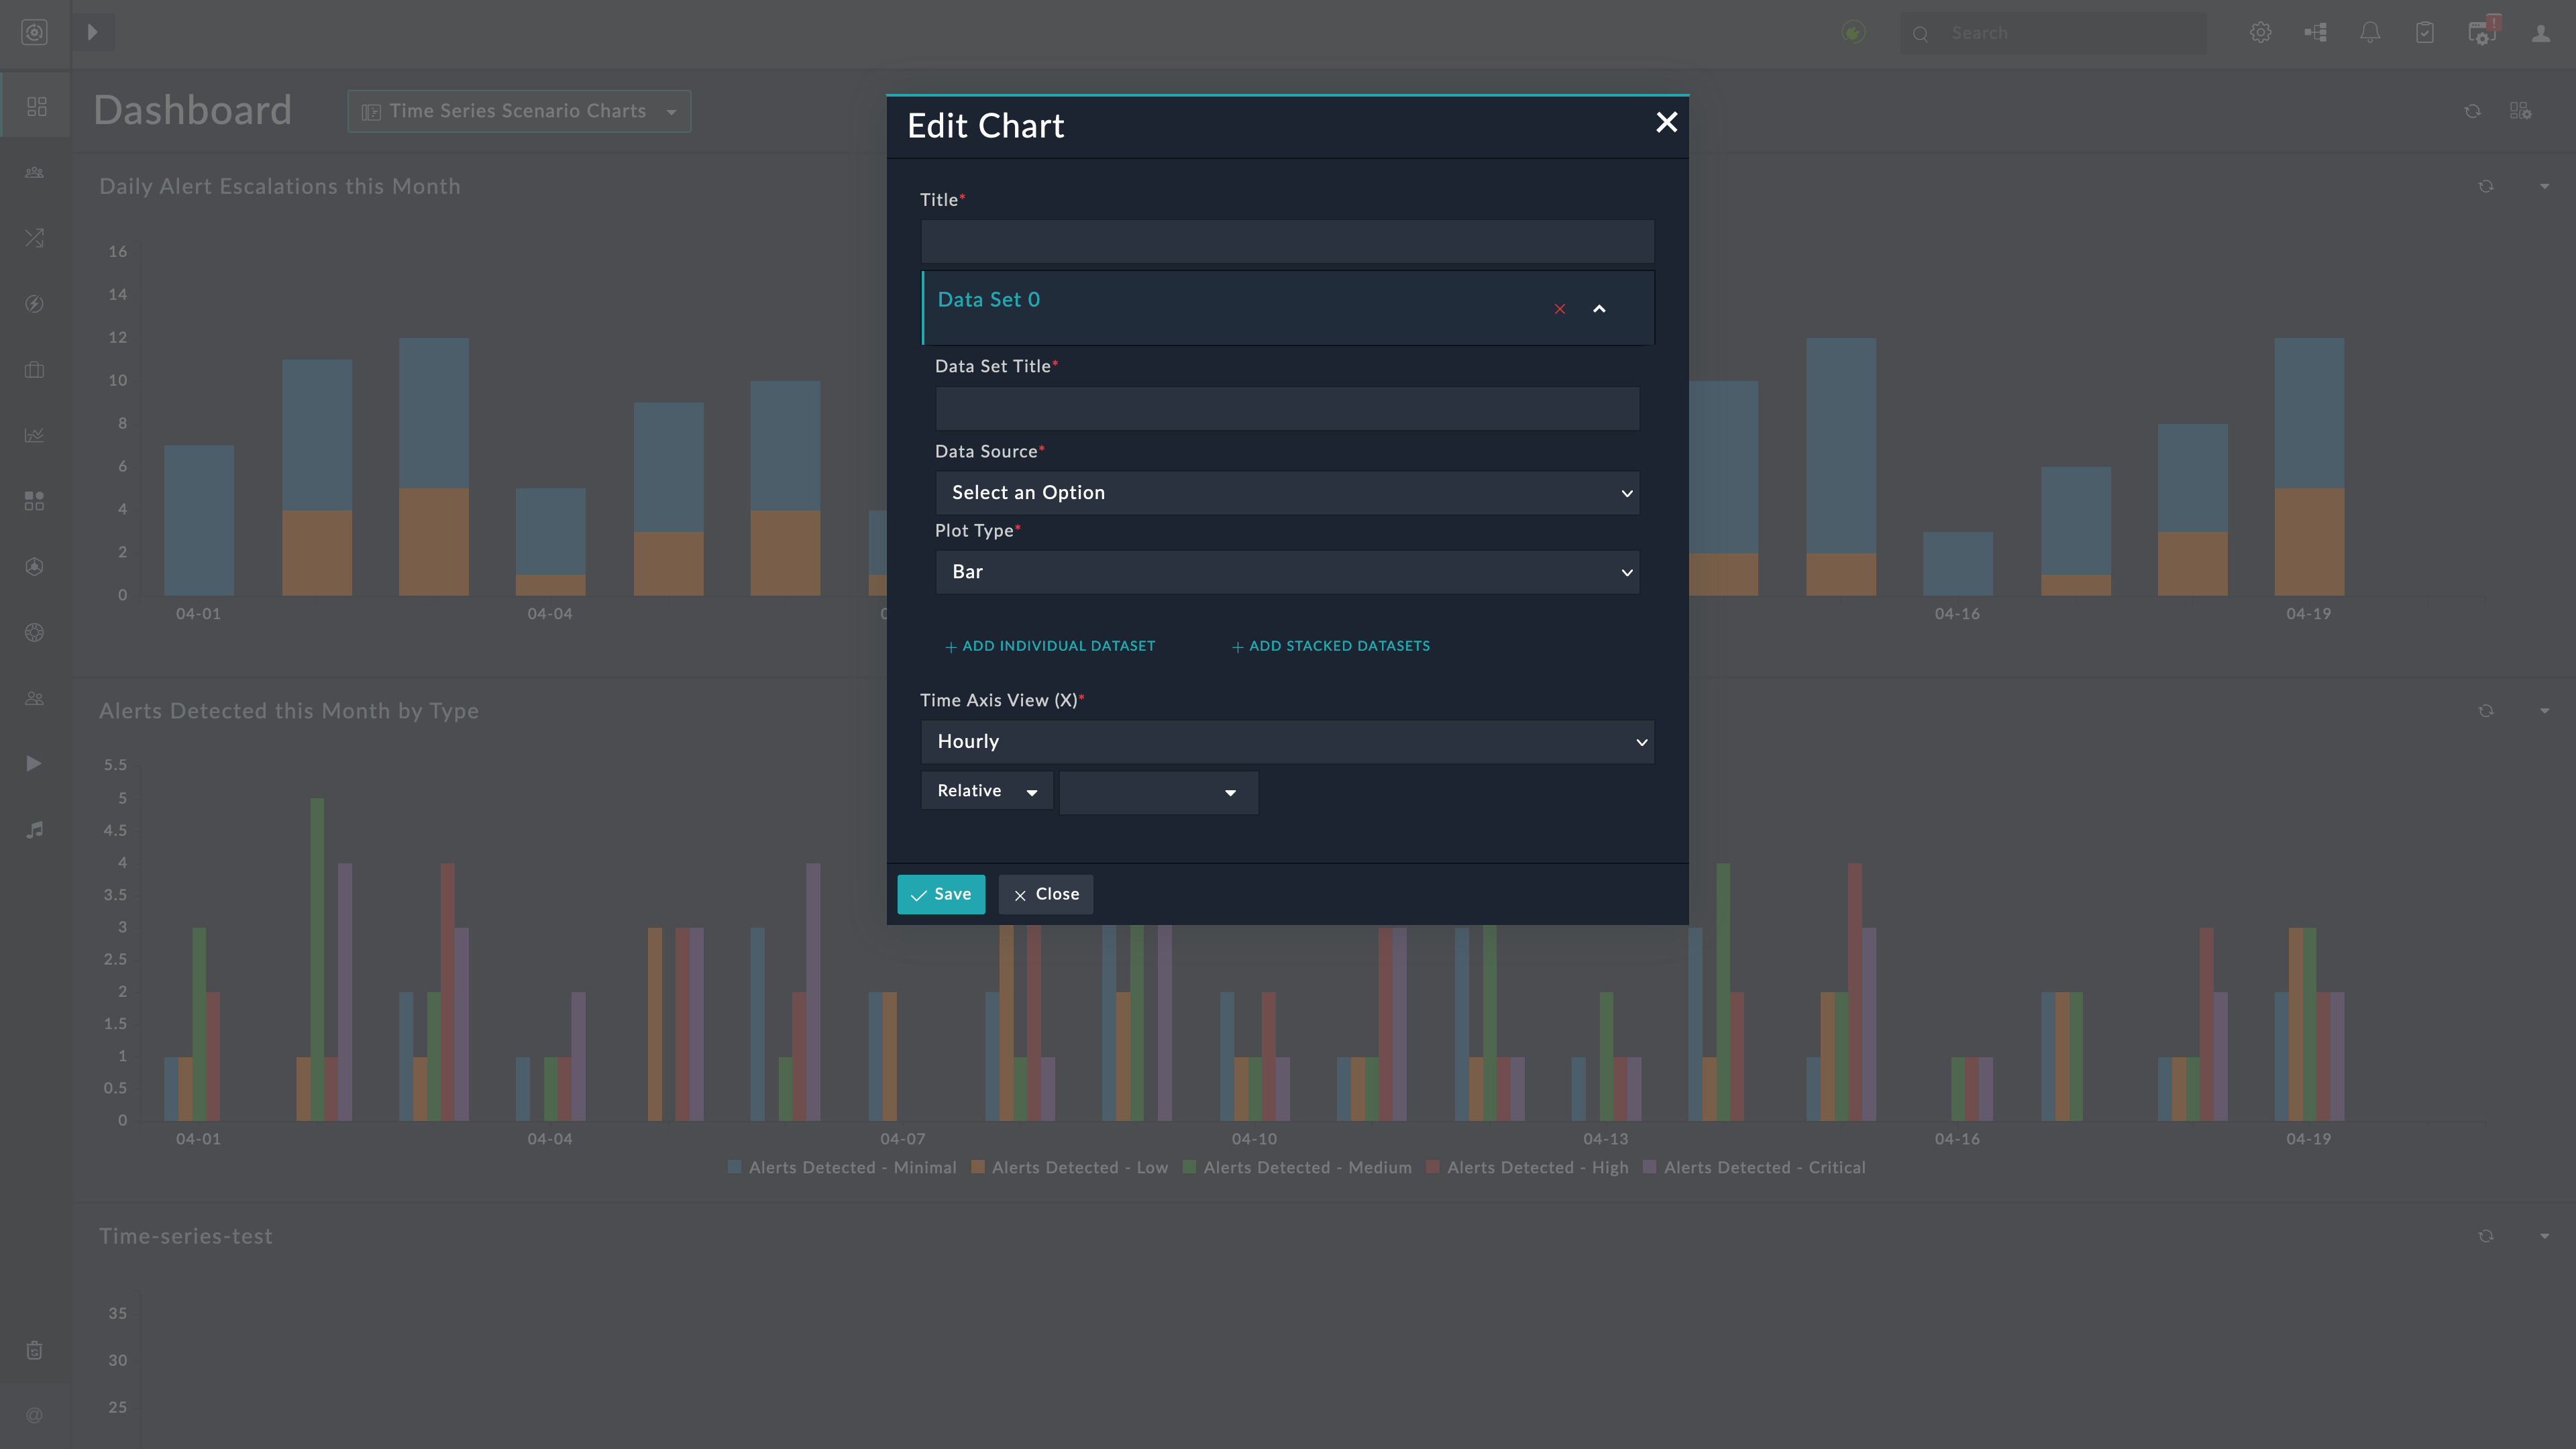 Search
Dashboard
Time Series Scenario Charts
Daily Alert Escalations this Month
16
14
12
10
8
6
4
2
0
04-01
04-04
04-16
04-19
Alerts Detected this Month by Type
5.5
5
4.5
4
3.5
3
2.5
2
1.5
1
0.5
0
04-01
04-04
04-07
04-10
04-13
04-16
04-19
Alerts Detected - Minimal
Alerts Detected - Low
Alerts Detected - Medium
Alerts Detected - High
Alerts Detected - Critical
Time-series-test
35
30
25
Edit Chart
Title*
Data Set 0
Data Set Title*
Data Source*
Select an Option
Plot Type*
Bar
+ ADD INDIVIDUAL DATASET
+ ADD STACKED DATASETS
Time Axis View (X)*
Hourly
Relative
Save
Close